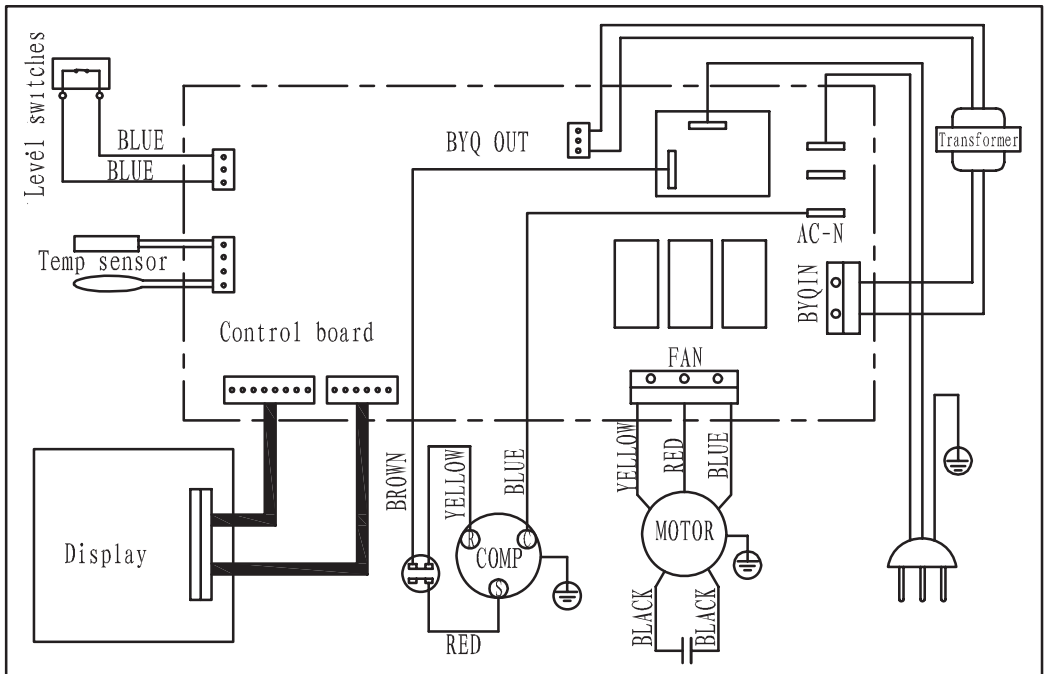 Level switches
BLUE
BLUE
BYQ OUT
Transformer
AC-N
Temp sensor
BYQIN
Control board
FAN
YELLOW
RED
BLUE
BROWN
YELLOW
BLUE
R
C
COMP
S
MOTOR
Display
RED
BLACK
BLACK